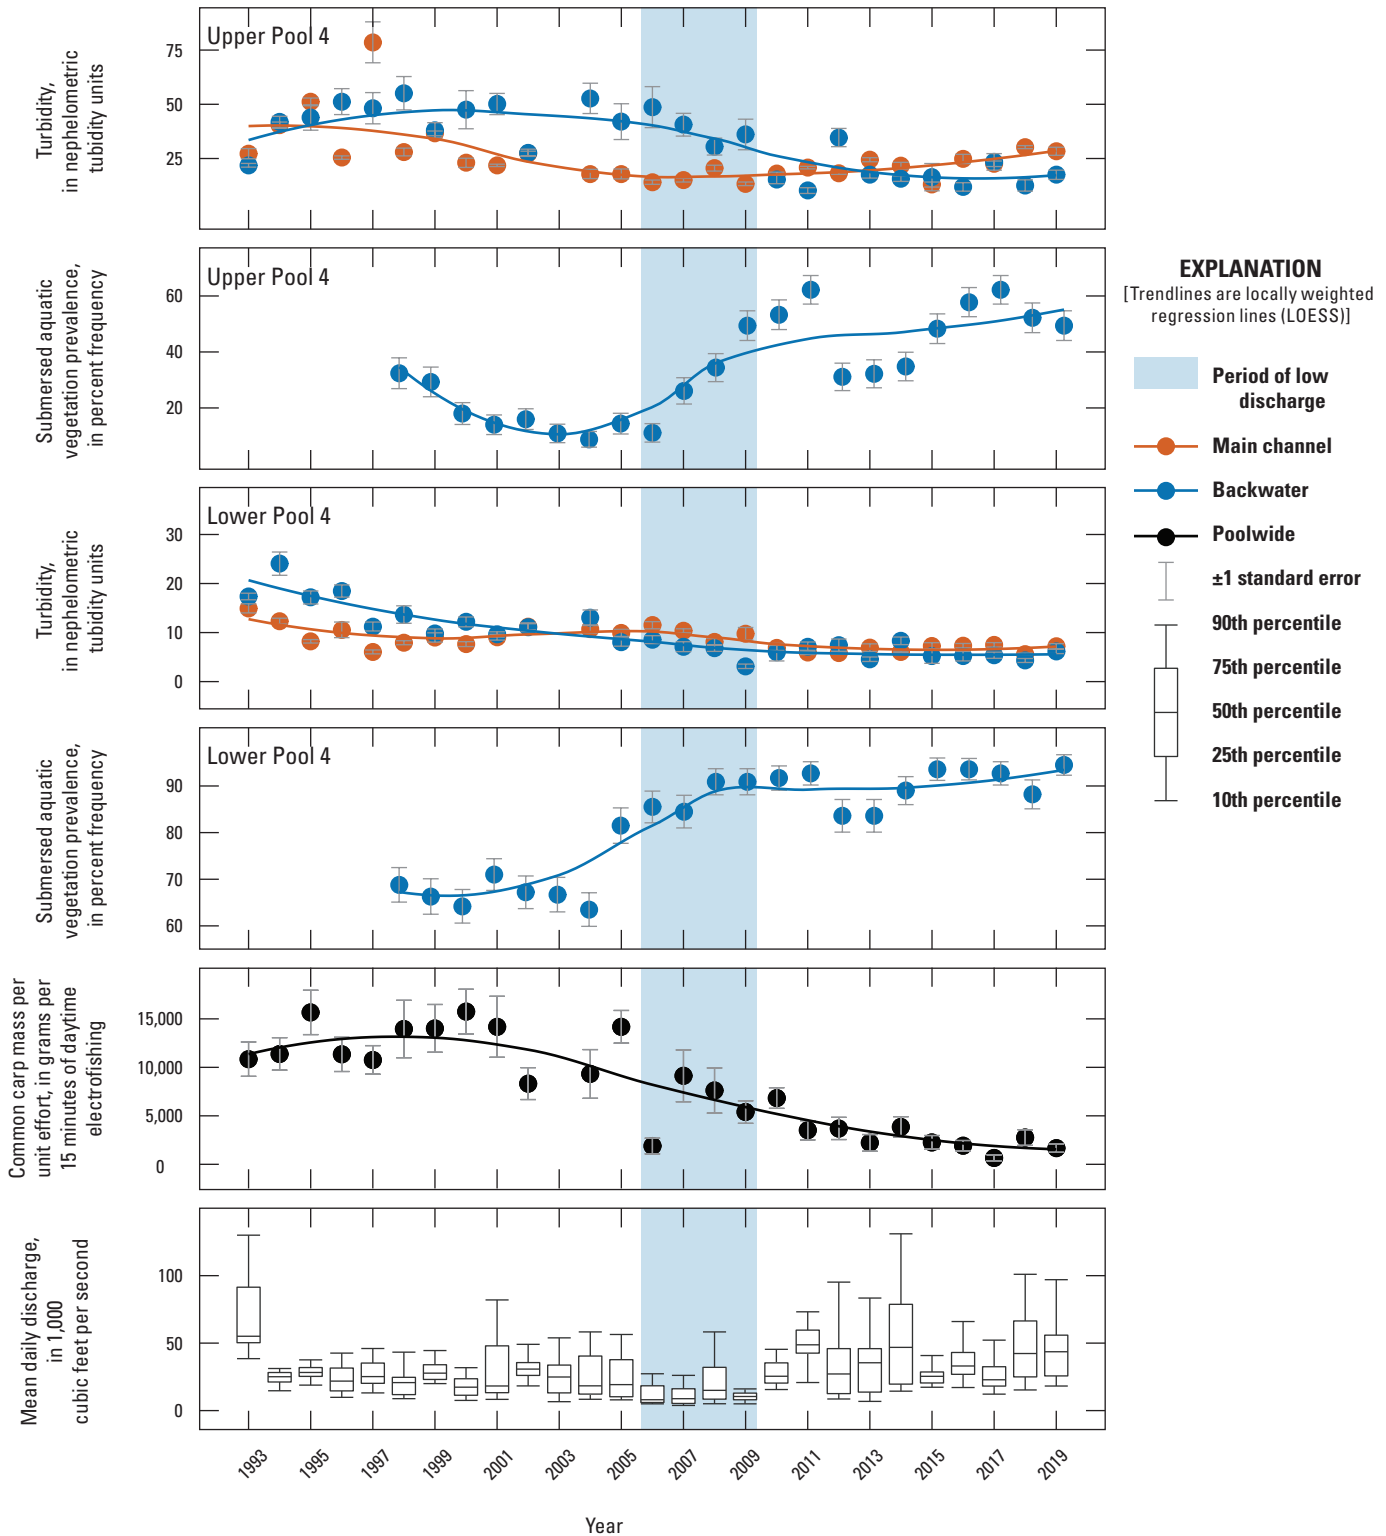 Upper Pool 4
Turbidity,
in nephelometric
tubidity units
75
50
25
Upper Pool 4
Submersed aquatic
vegetation prevalence,
in percent frequency
60
40
20
Lower Pool 4
Turbidity,
in nephelometric
tubidity units
30
20
10
0
Lower Pool 4
Submersed aquatic
vegetation prevalence,
in percent frequency
90
80
70
60
Common carp mass per
unit effort, in grams per
15 minutes of daytime
electrofishing
15,000
10,000
5,000
0
Mean daily discharge,
in 1,000
cubic feet per second
100
50
0
1993
1995
1997
1999
2001
2003
2005
2007
2009
2011
2013
2015
2017
2019
Year
EXPLANATION
[Trendlines are locally weighted
regression lines (LOESS)]
Period of low
discharge
Main channel
Backwater
Poolwide
±1 standard error
90th percentile
75th percentile
50th percentile
25th percentile
10th percentile